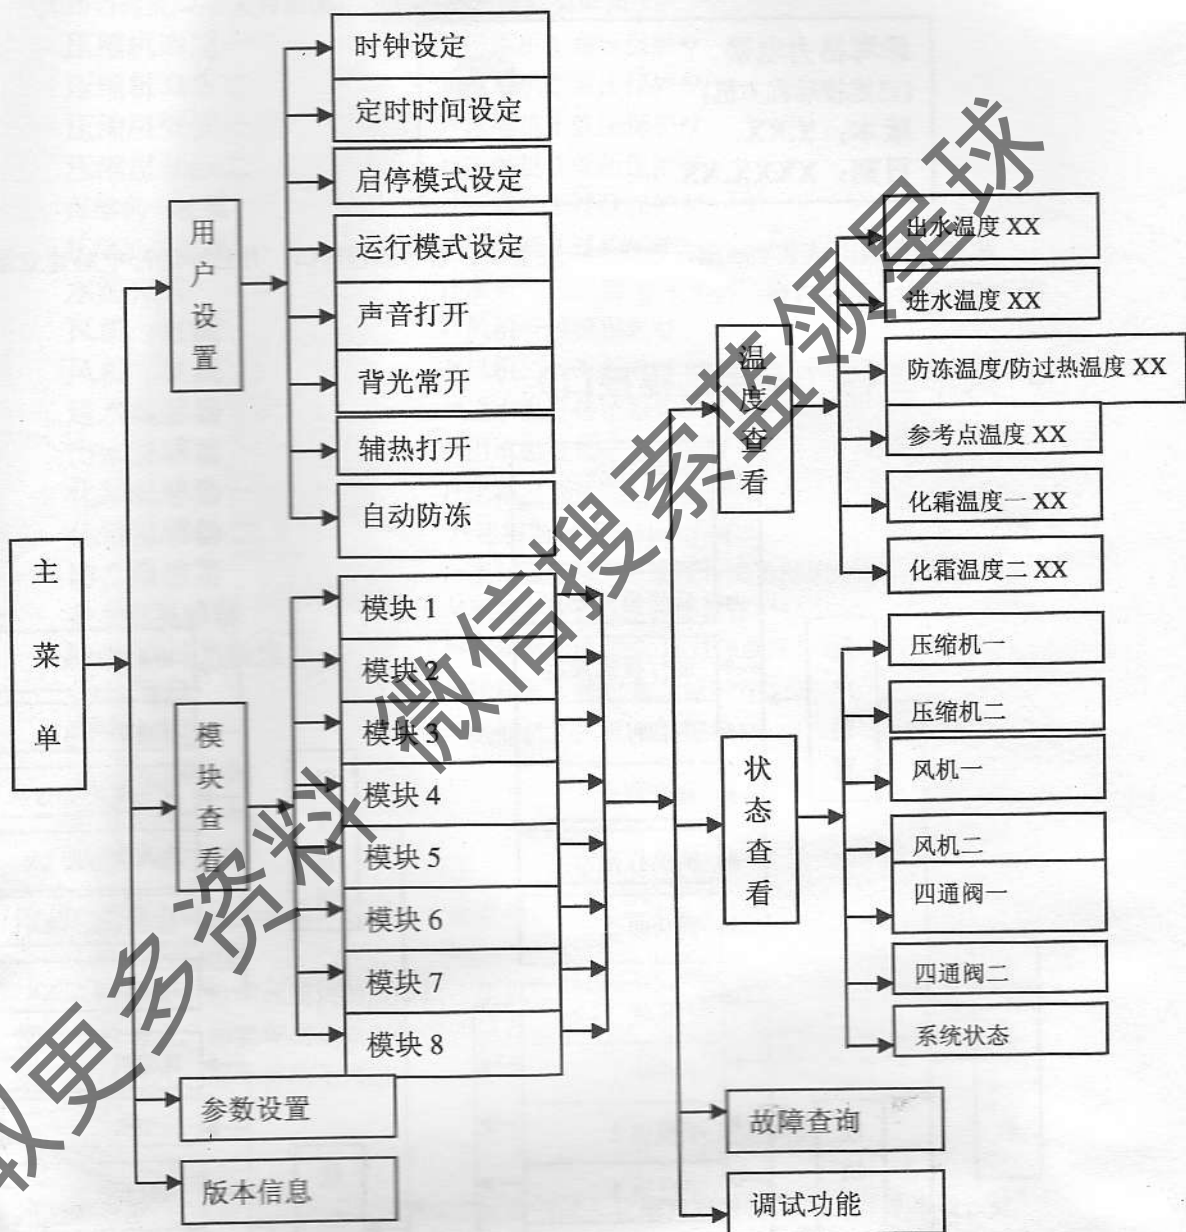 主菜单
用户设置
时钟设定
定时时间设定
启停模式设定
运行模式设定
声音打开
背光常开
辅热打开
自动防冻
模块查看
模块 1
模块 2
模块 3
模块 4
模块 5
模块 6
模块 7
模块 8
参数设置
版本信息
温度查看
出水温度 XX
进水温度 XX
防冻温度/防过热温度 XX
参考点温度 XX
化霜温度一 XX
化霜温度二 XX
状态查看
压缩机一
压缩机二
风机一
风机二
四通阀一
四通阀二
系统状态
故障查询
调试功能
取更多资料 微信搜索蓝领星球